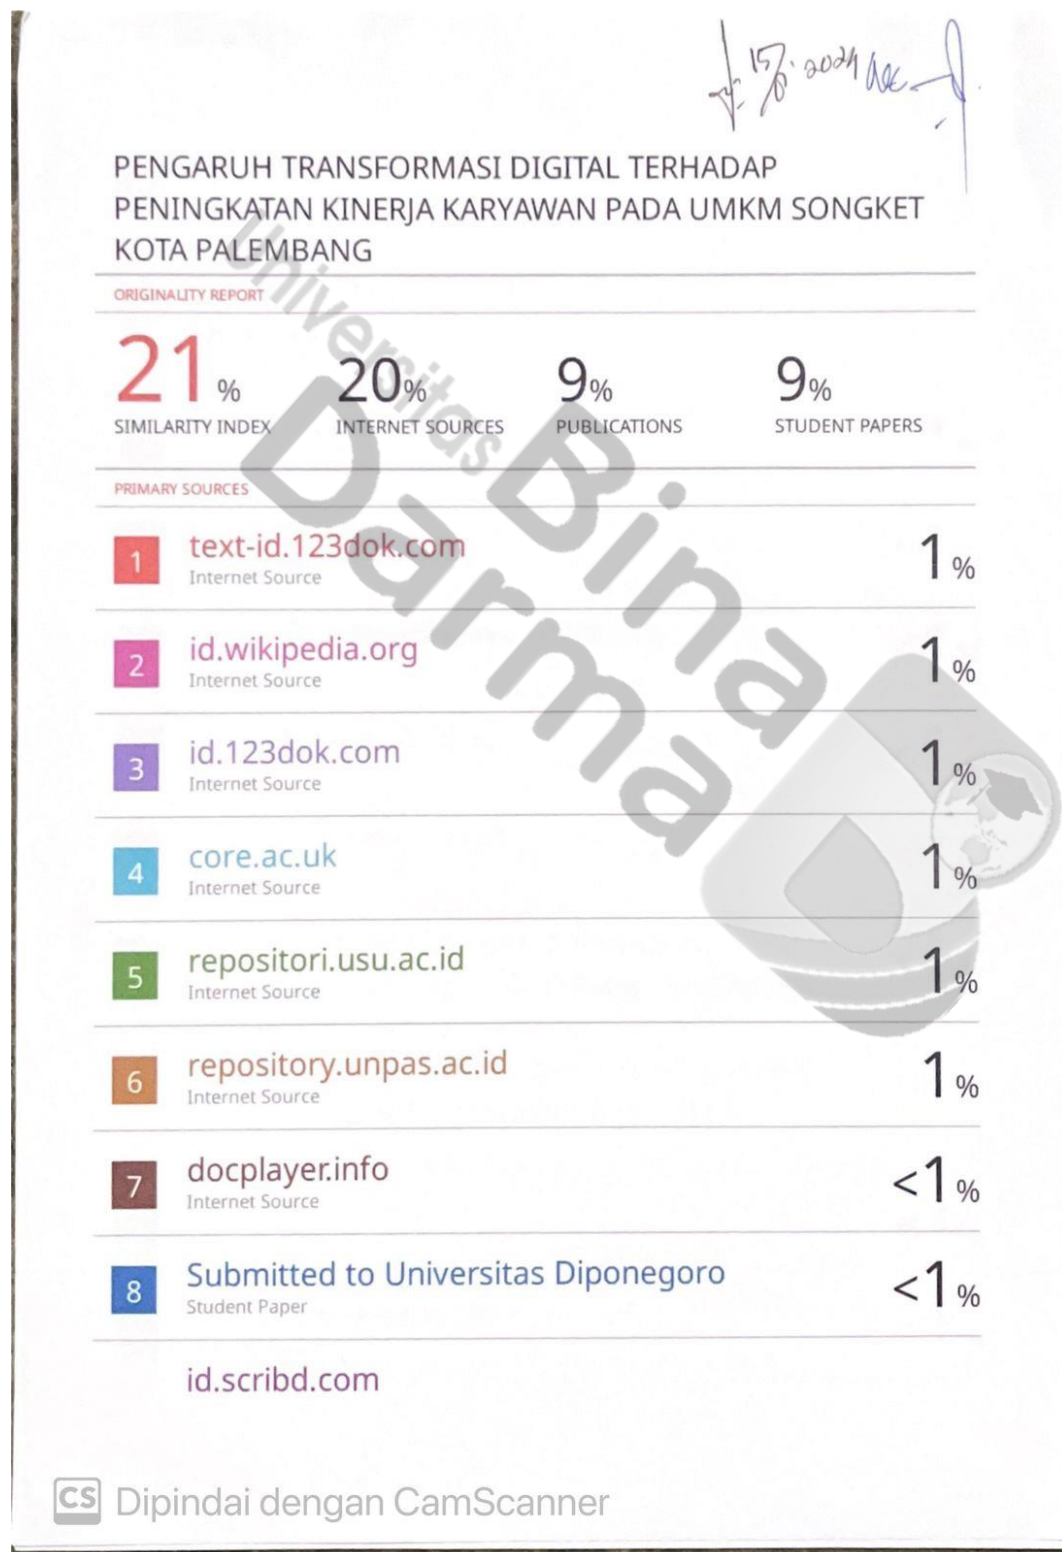 15 2024 Acc
PENGARUH TRANSFORMASI DIGITAL TERHADAP
PENINGKATAN KINERJA KARYAWAN PADA UMKM SONGKET
KOTA PALEMBANG
ORIGINALITY REPORT
21% 20% 9% 9%
SIMILARITY INDEX INTERNET SOURCES PUBLICATIONS STUDENT PAPERS
PRIMARY SOURCES
1 text-id.123dok.com 1%
Internet Source
2 id.wikipedia.org 1%
Internet Source
3 id.123dok.com 1%
Internet Source
4 core.ac.uk 1%
Internet Source
5 repositori.usu.ac.id 1%
Internet Source
6 repository.unpas.ac.id 1%
Internet Source
7 docplayer.info <1%
Internet Source
8 Submitted to Universitas Diponegoro <1%
Student Paper
id.scribd.com
Universitas
Bina
Darma
CS Dipindai dengan CamScanner